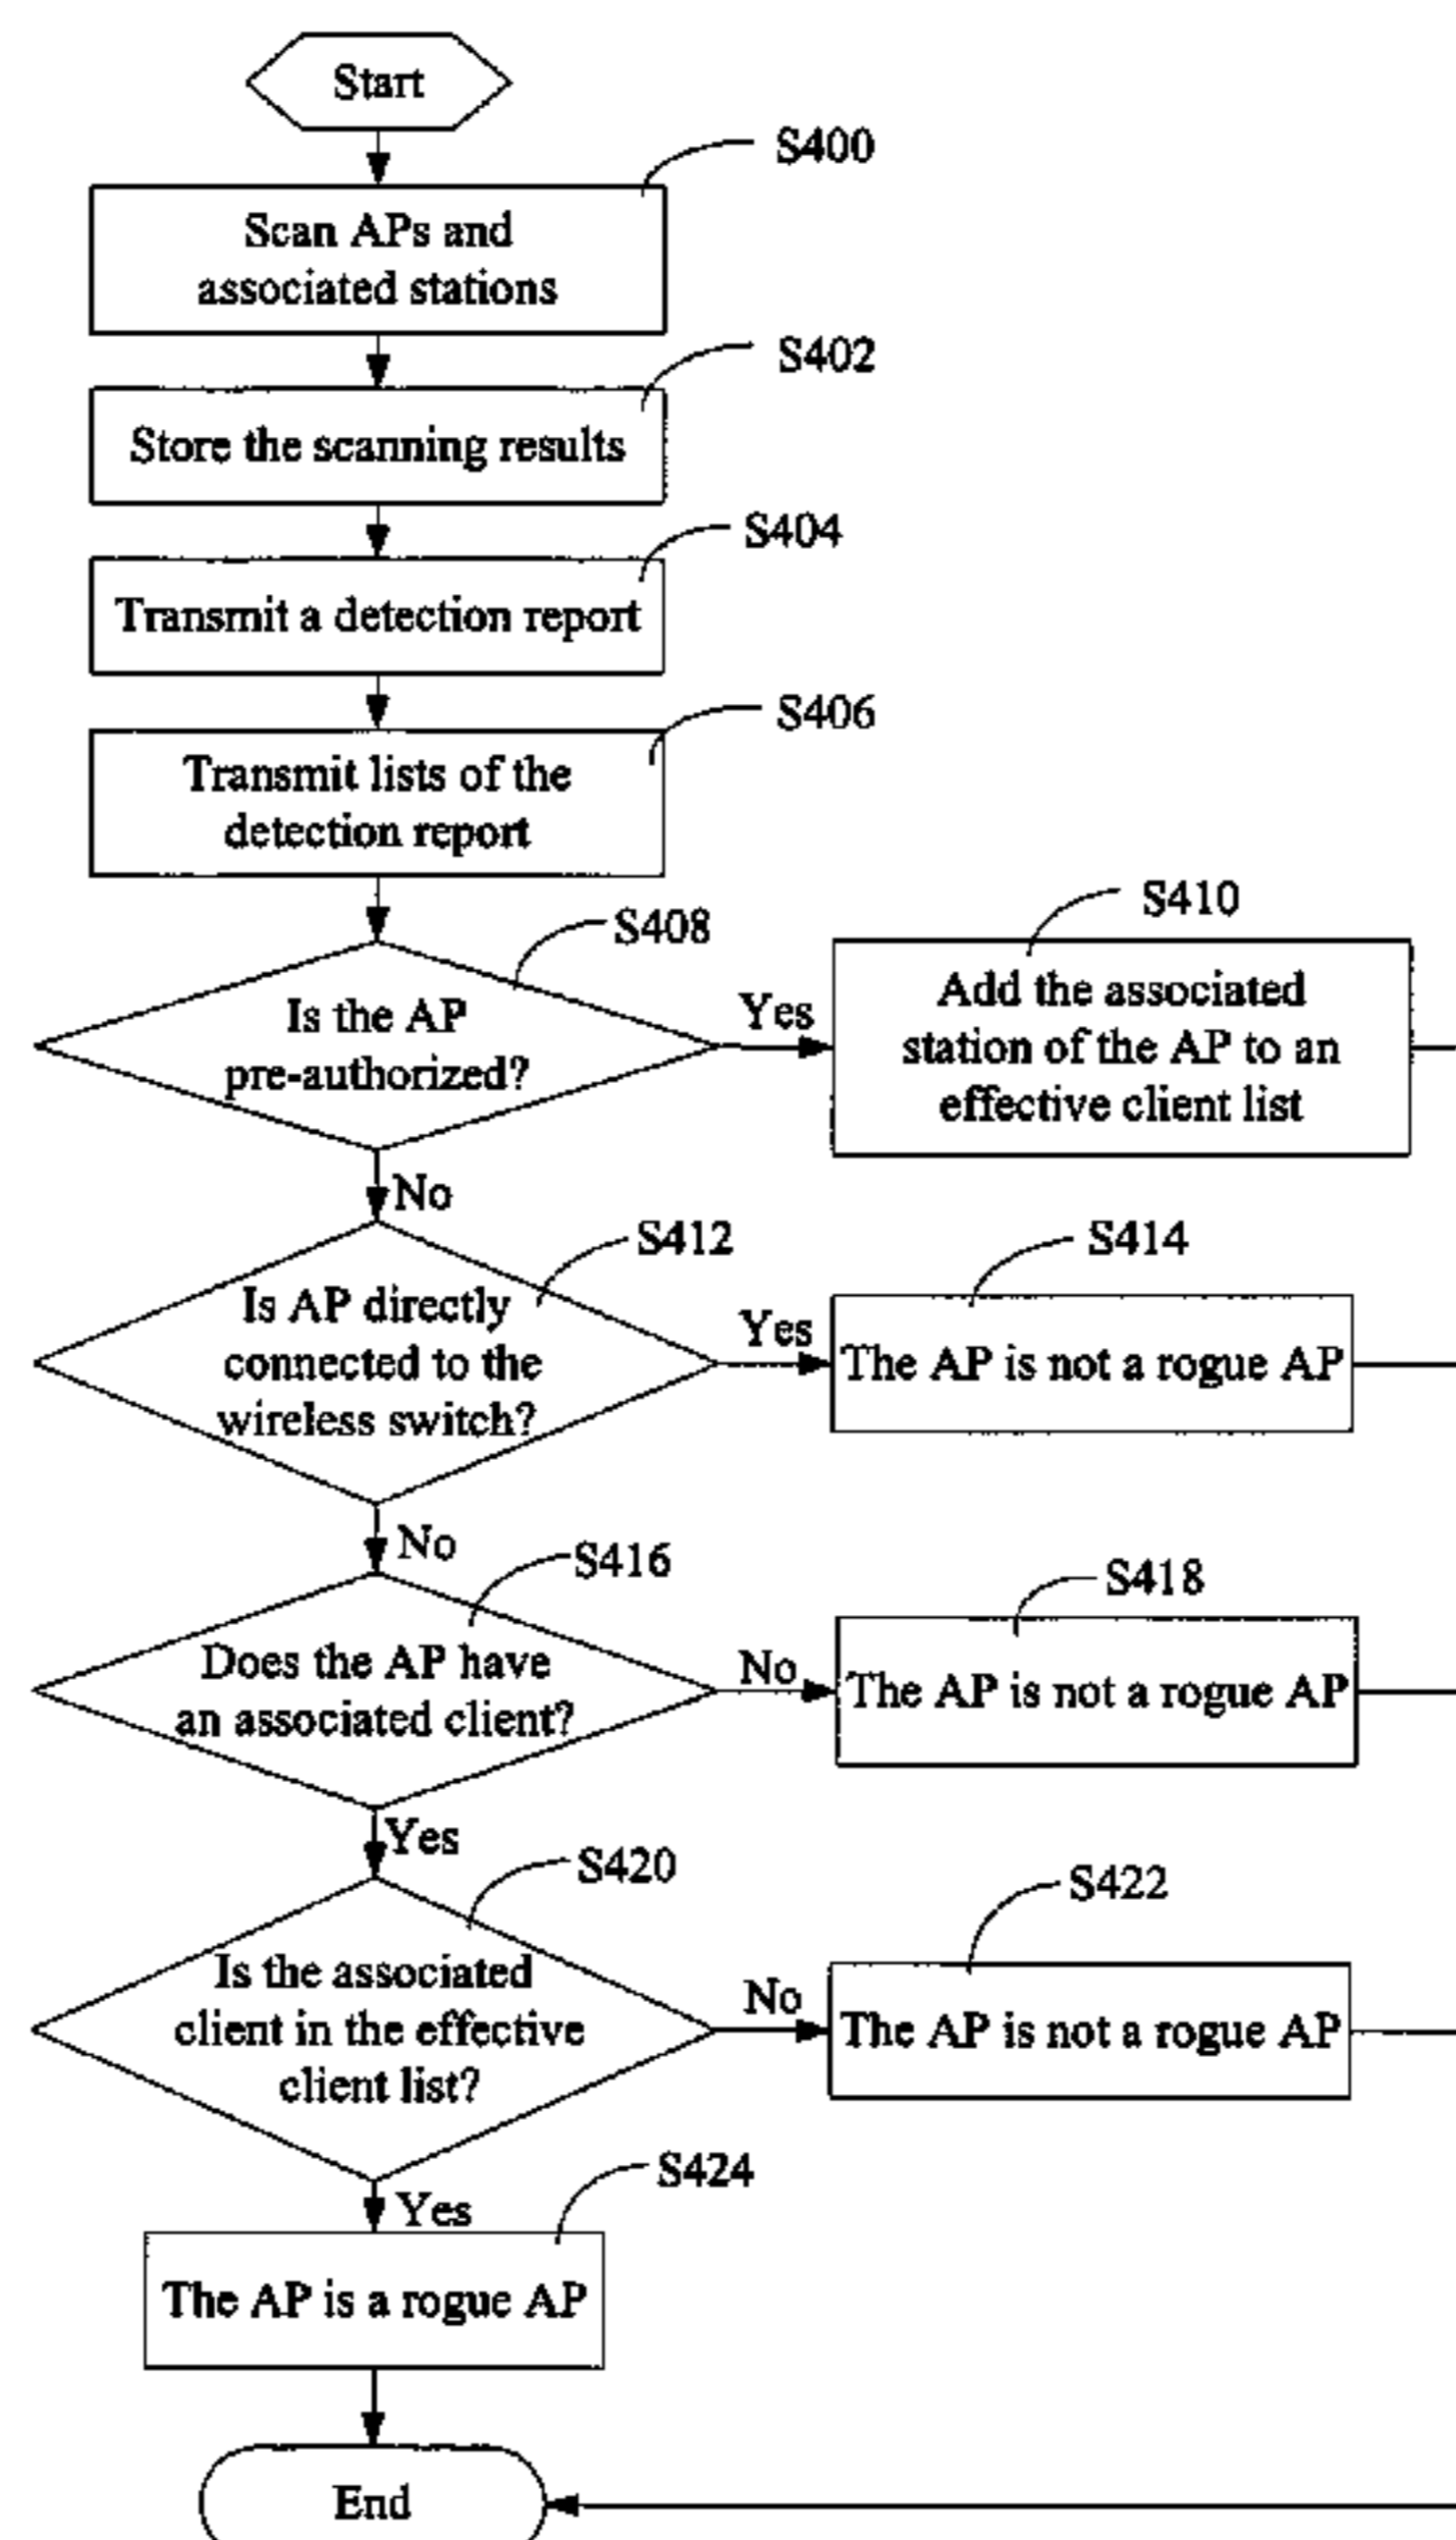 Start
S400
Scan APs and
associated stations
S402
Store the scanning results
S404
Transmit a detection report
S406
Transmit lists of the
detection report
S408
Is the AP
pre-authorized?
Yes
S410
Add the associated
station of the AP to an
effective client list
No
S412
Is AP directly
connected to the
wireless switch?
Yes
S414
The AP is not a rogue AP
No
S416
Does the AP have
an associated client?
No
S418
The AP is not a rogue AP
Yes
S420
Is the associated
client in the effective
client list?
No
S422
The AP is not a rogue AP
Yes
S424
The AP is a rogue AP
End